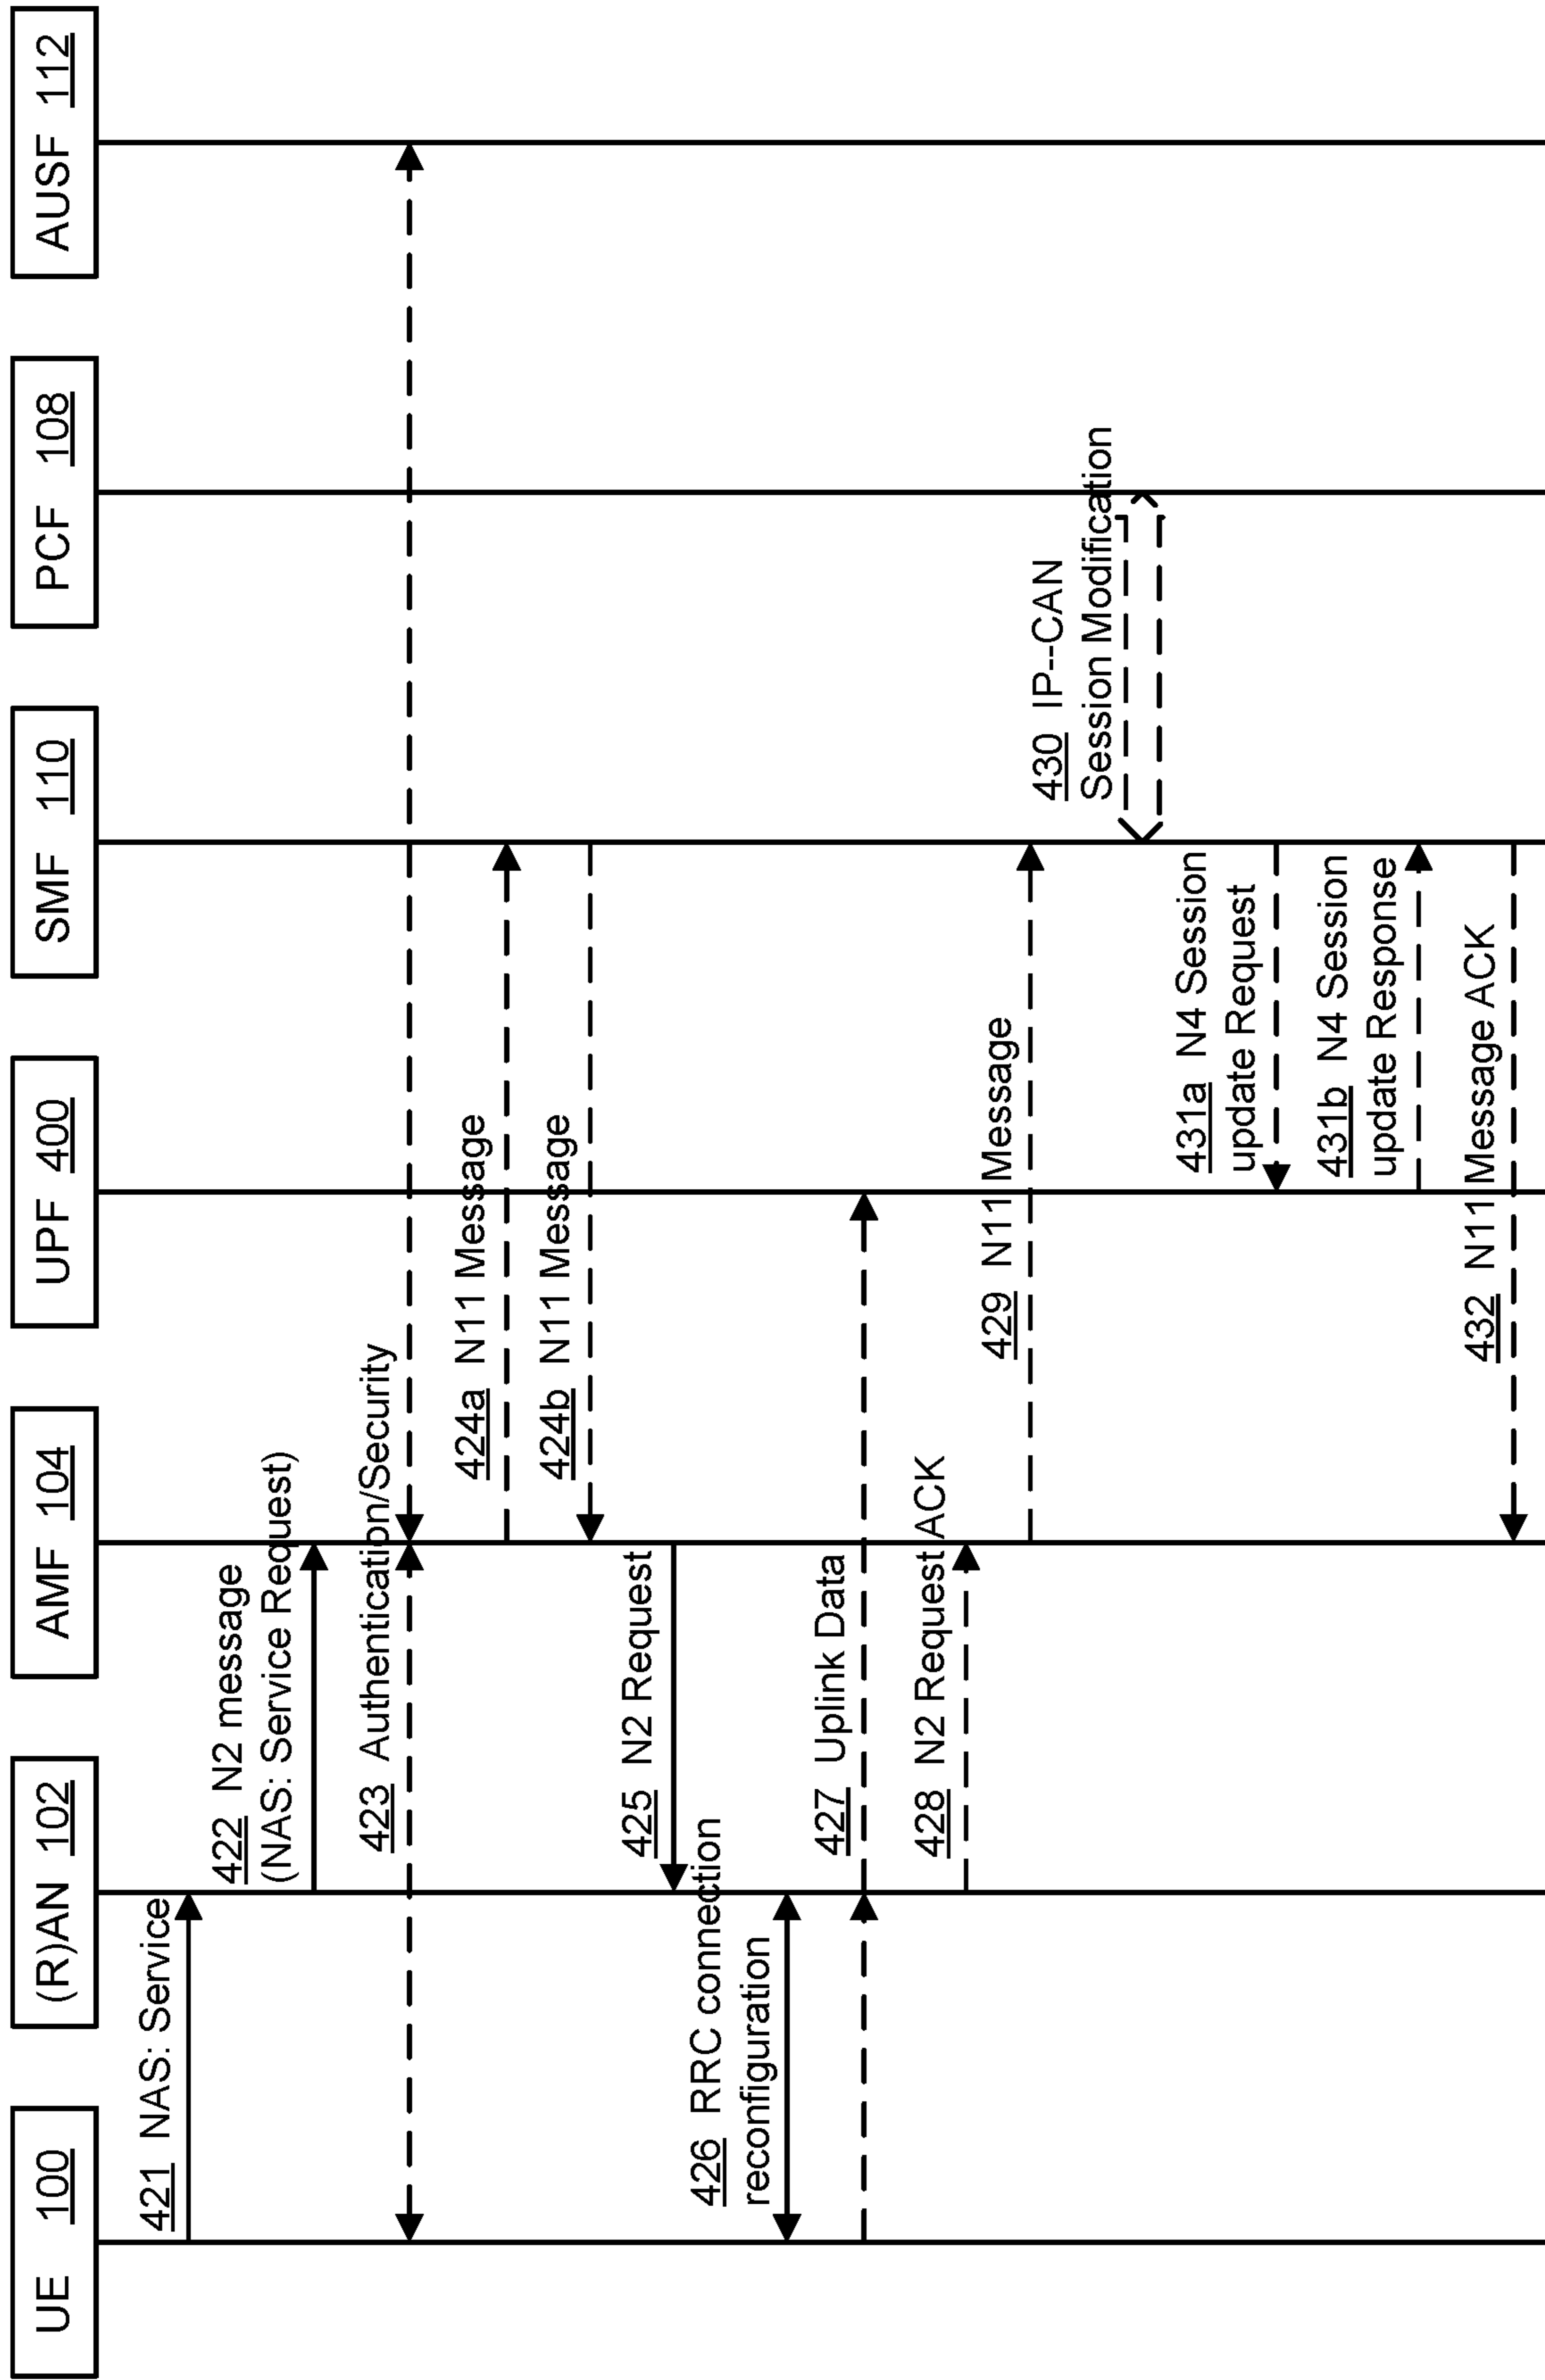 UE 100
(R)AN 102
AMF 104
UPF 400
SMF 110
PCF 108
AUSF 112
421 NAS: Service
422 N2 message
(NAS: Service Request)
423 Authentication/Security
424a N11 Message
424b N11 Message
425 N2 Request
426 RRC connection
reconfiguration
427 Uplink Data
428 N2 Request ACK
429 N11 Message
430 IP--CAN
Session Modification
431a N4 Session
update Request
431b N4 Session
update Response
432 N11 Message ACK